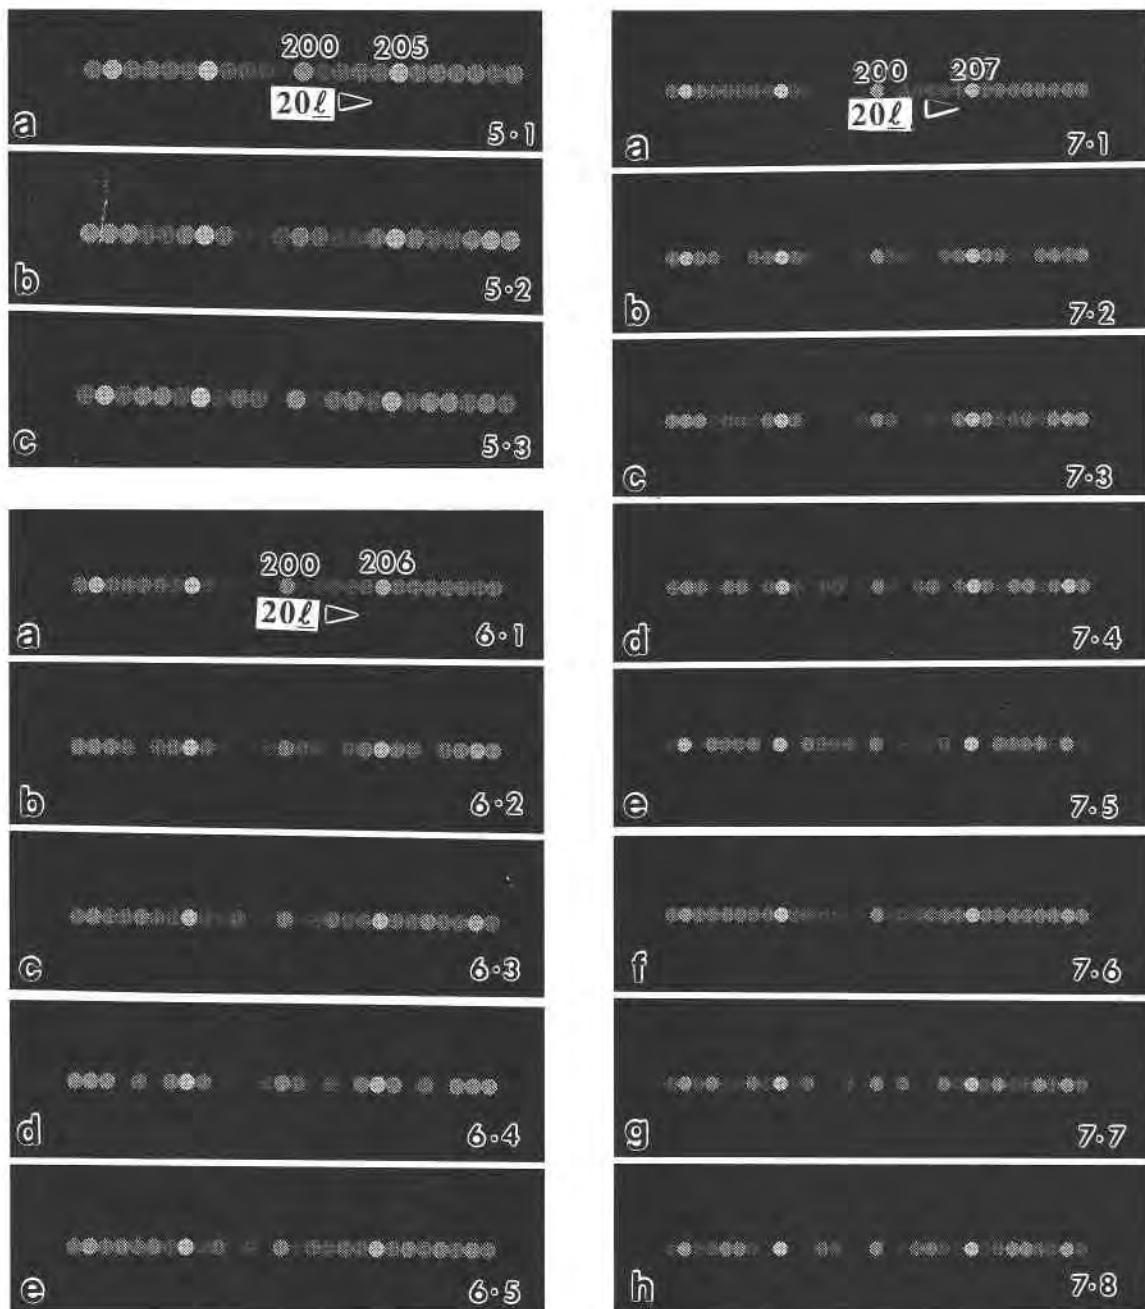 200 205
20ℓ
a 5·1
b 5·2
c 5·3
200 206
20ℓ
a 6·1
b 6·2
c 6·3
d 6·4
e 6·5
200 207
20ℓ
a 7·1
b 7·2
c 7·3
d 7·4
e 7·5
f 7·6
g 7·7
h 7·8